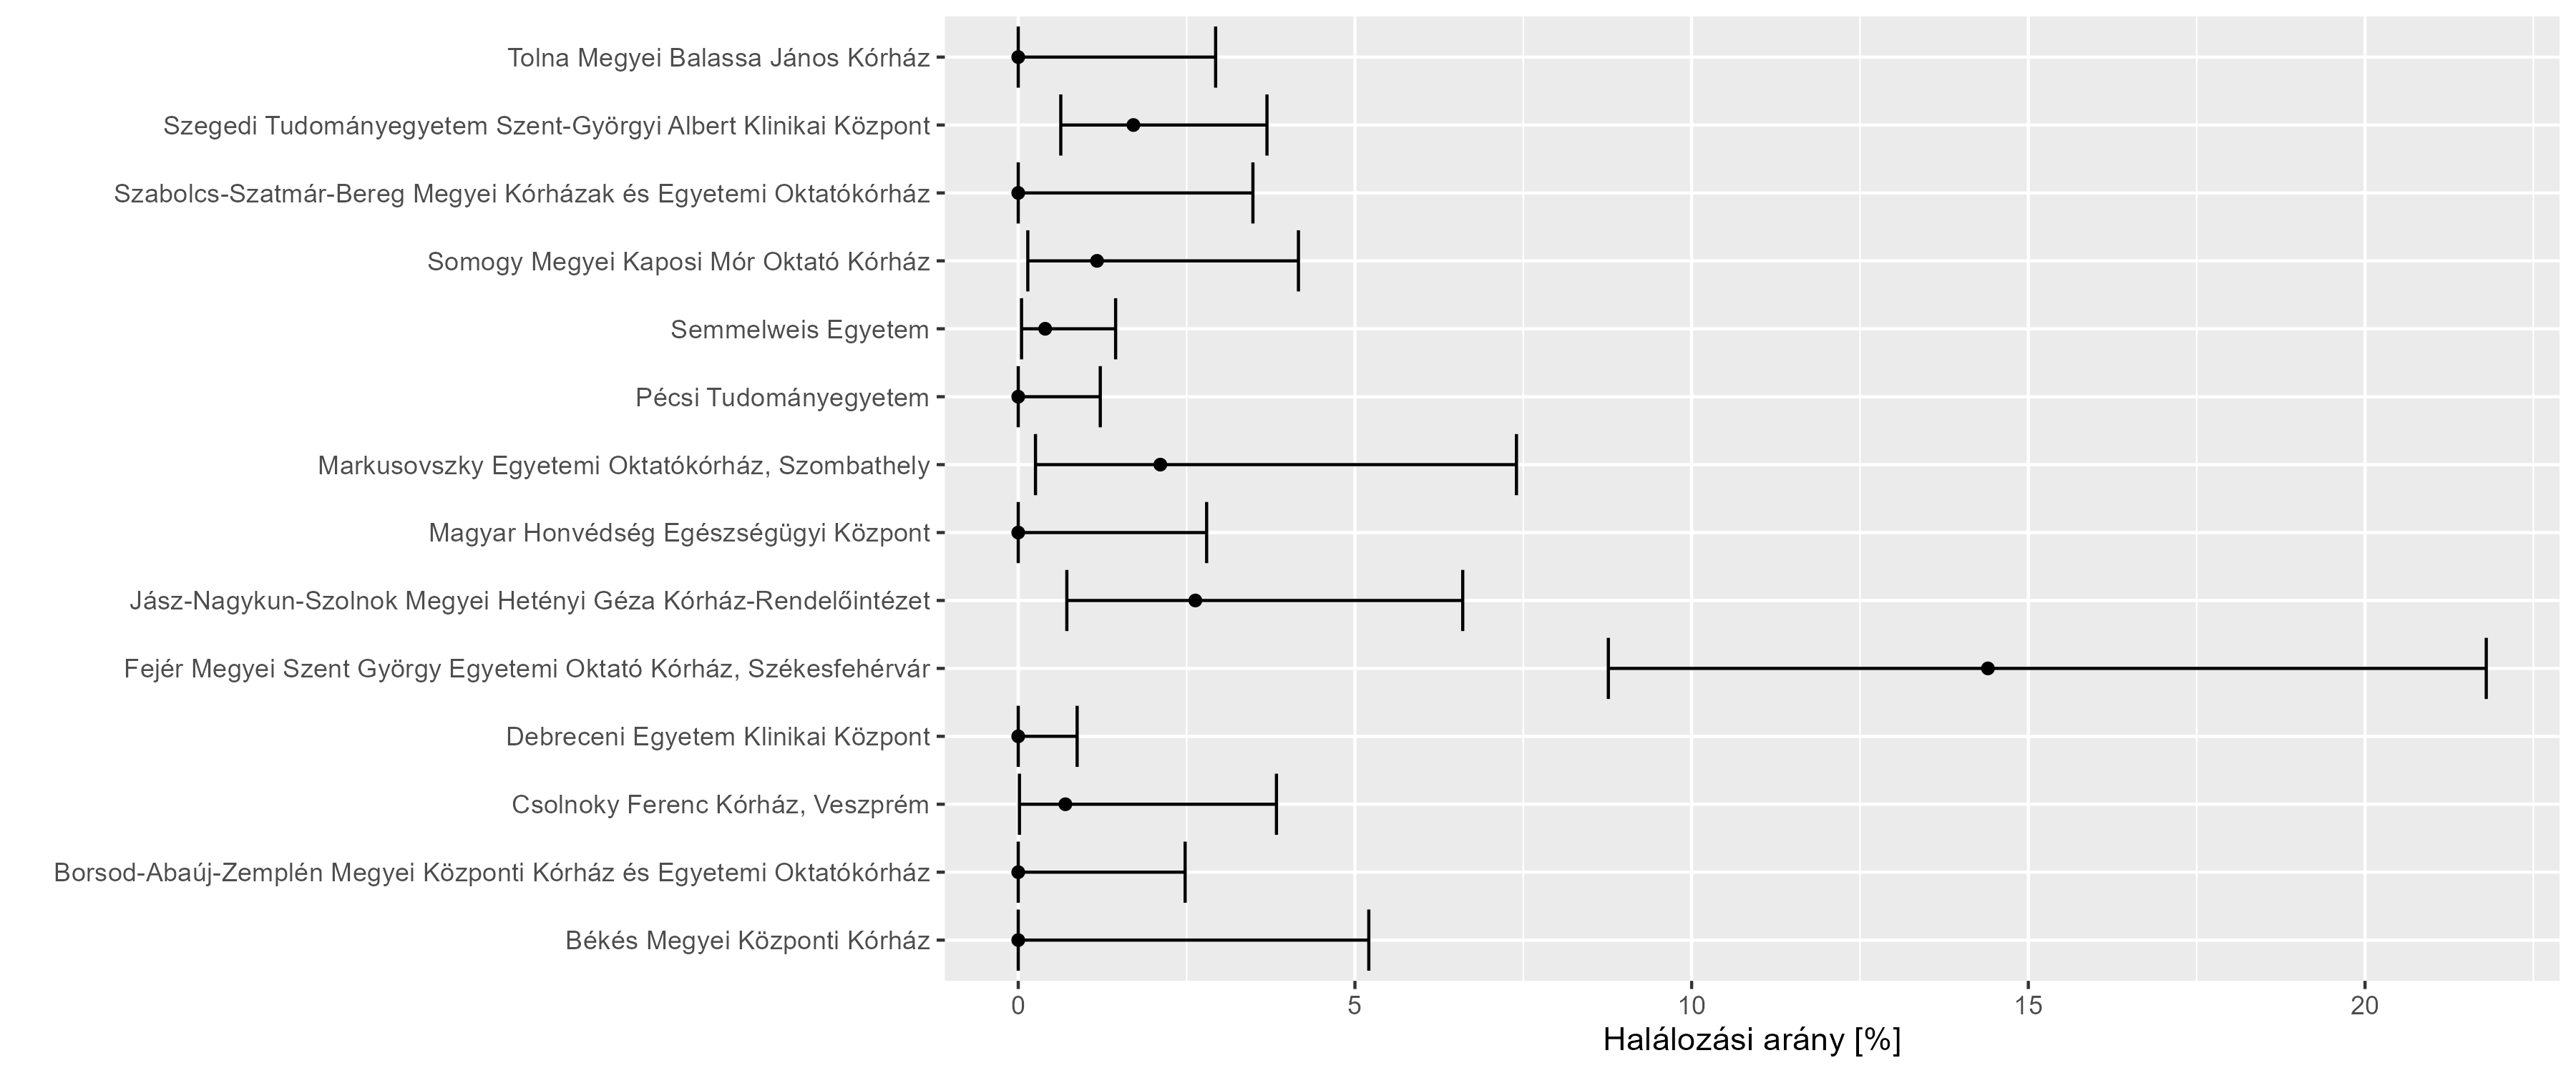 Tolna Megyei Balassa János Kórház
Szegedi Tudományegyetem Szent-Györgyi Albert Klinikai Központ
Szabolcs-Szatmár-Bereg Megyei Kórházak és Egyetemi Oktatókórház
Somogy Megyei Kaposi Mór Oktató Kórház
Semmelweis Egyetem
Pécsi Tudományegyetem
Markusovszky Egyetemi Oktatókórház, Szombathely
Magyar Honvédség Egészségügyi Központ
Jász-Nagykun-Szolnok Megyei Hetényi Géza Kórház-Rendelőintézet
Fejér Megyei Szent György Egyetemi Oktató Kórház, Székesfehérvár
Debreceni Egyetem Klinikai Központ
Csolnoky Ferenc Kórház, Veszprém
Borsod-Abaúj-Zemplén Megyei Központi Kórház és Egyetemi Oktatókórház
Békés Megyei Központi Kórház
0 5 10 15 20
Halálozási arány [%]